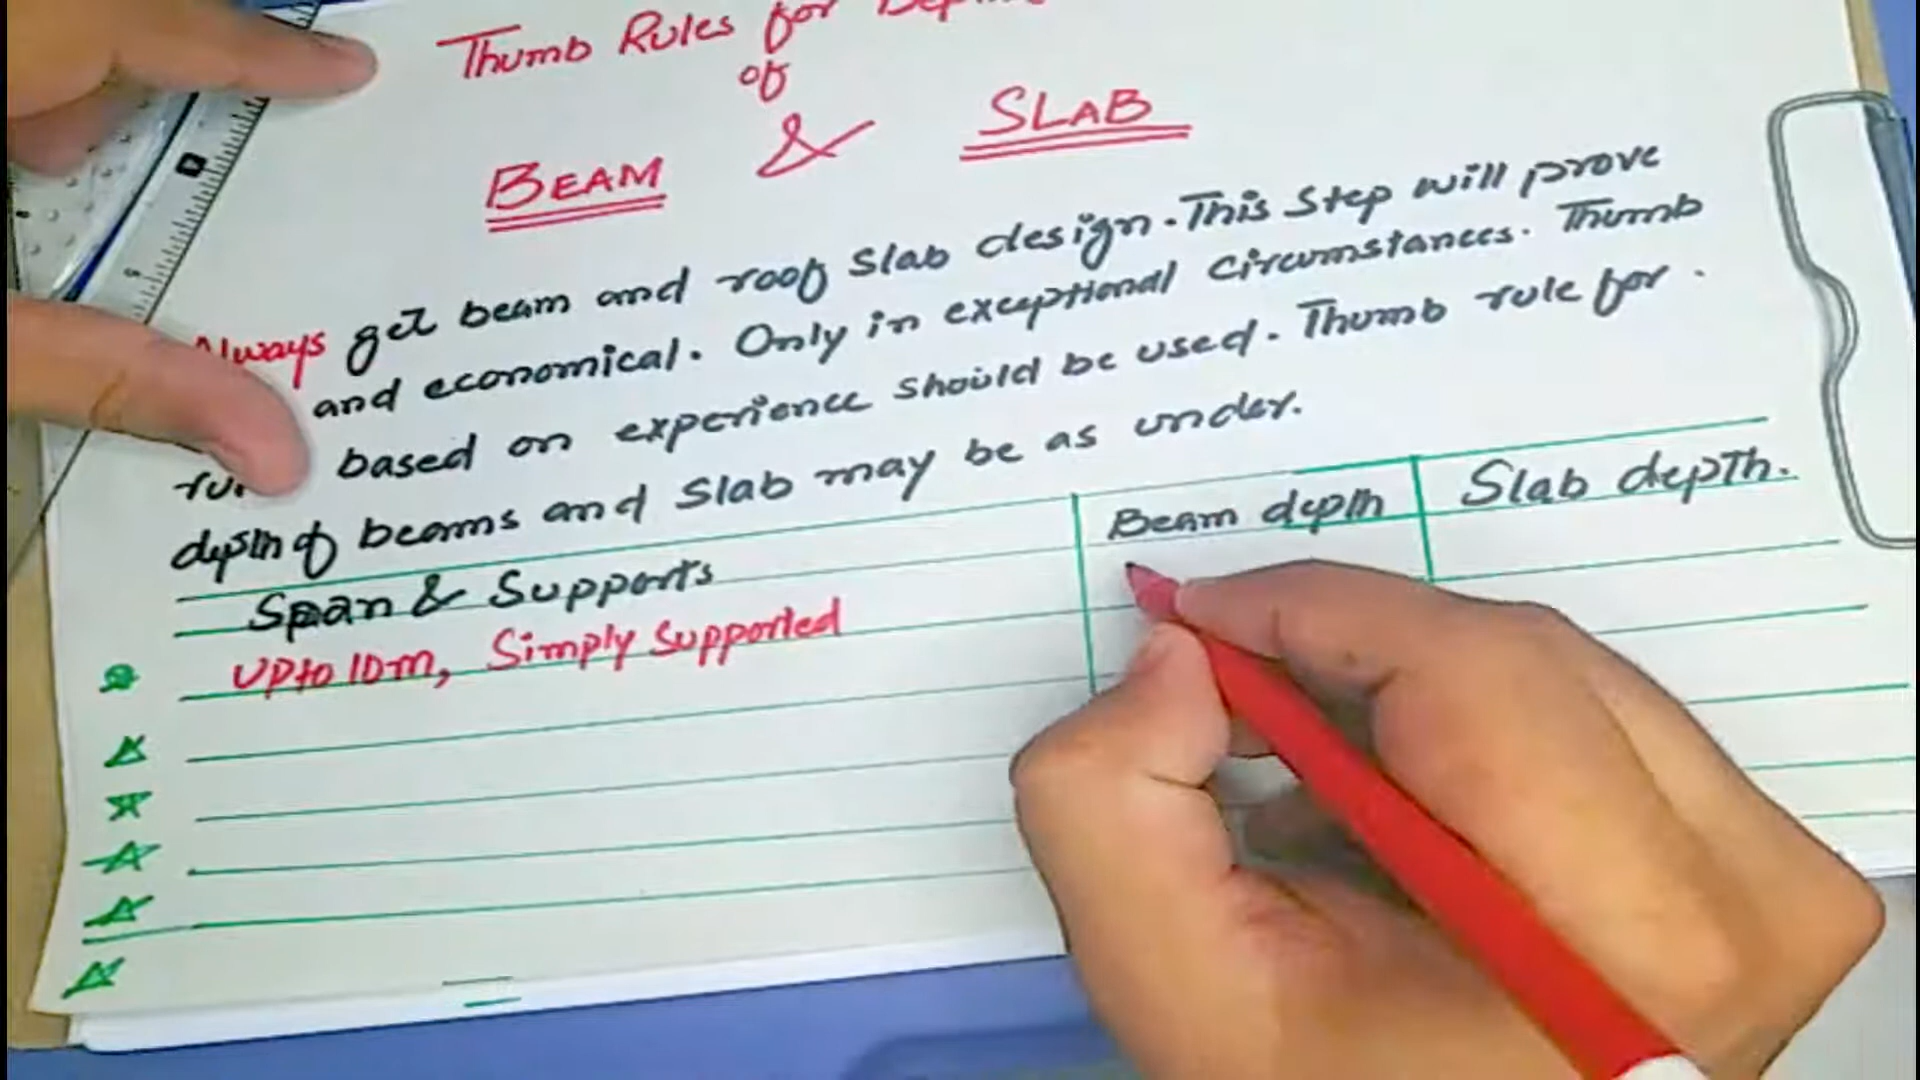 Thumb Rules for
of
BEAM & SLAB
Always get beam and roof slab design. This step will prove
and economical. Only in exceptional circumstances. Thumb
based on experience should be used. Thumb rule for.
of beams and slab may be as under.
Span & Supports Beam depth Slab depth.
Upto 10m, Simply Supported